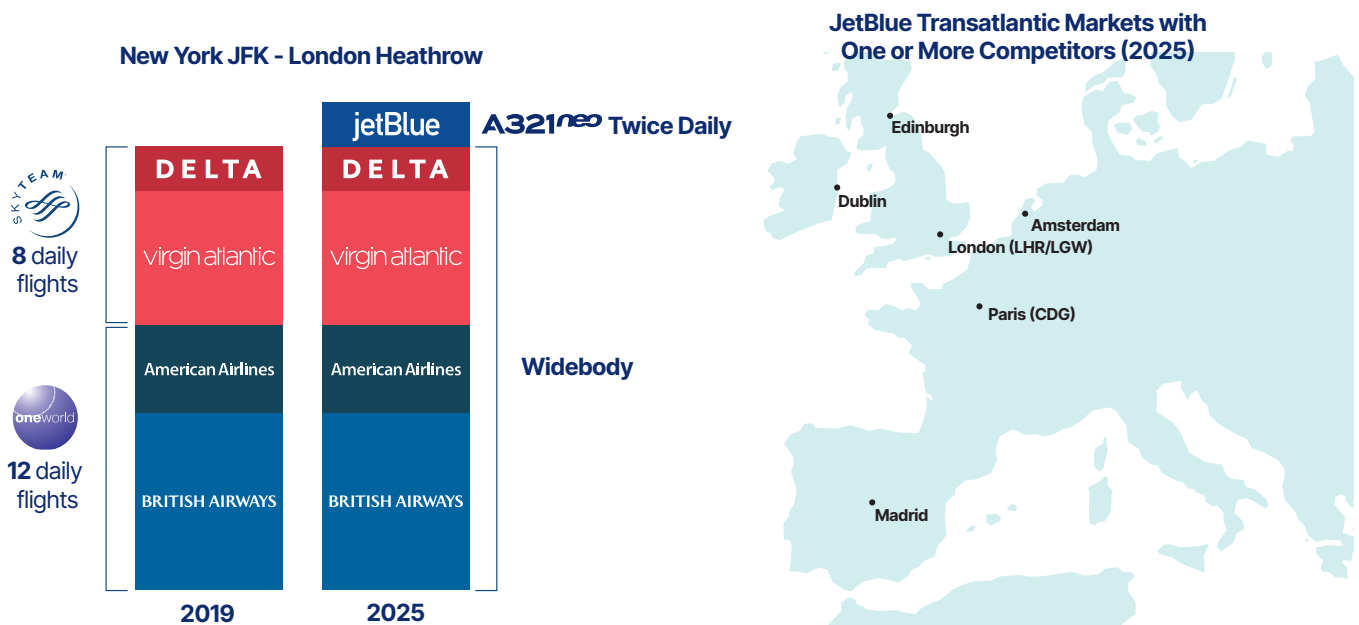 New York JFK - London Heathrow
jetBlue
A321neo Twice Daily
DELTA
DELTA
SKYTEAM
8 daily
flights
virgin atlantic
virgin atlantic
American Airlines
American Airlines
Widebody
oneworld
12 daily
flights
BRITISH AIRWAYS
BRITISH AIRWAYS
2019
2025
JetBlue Transatlantic Markets with
One or More Competitors (2025)
Edinburgh
Dublin
Amsterdam
London (LHR/LGW)
Paris (CDG)
Madrid